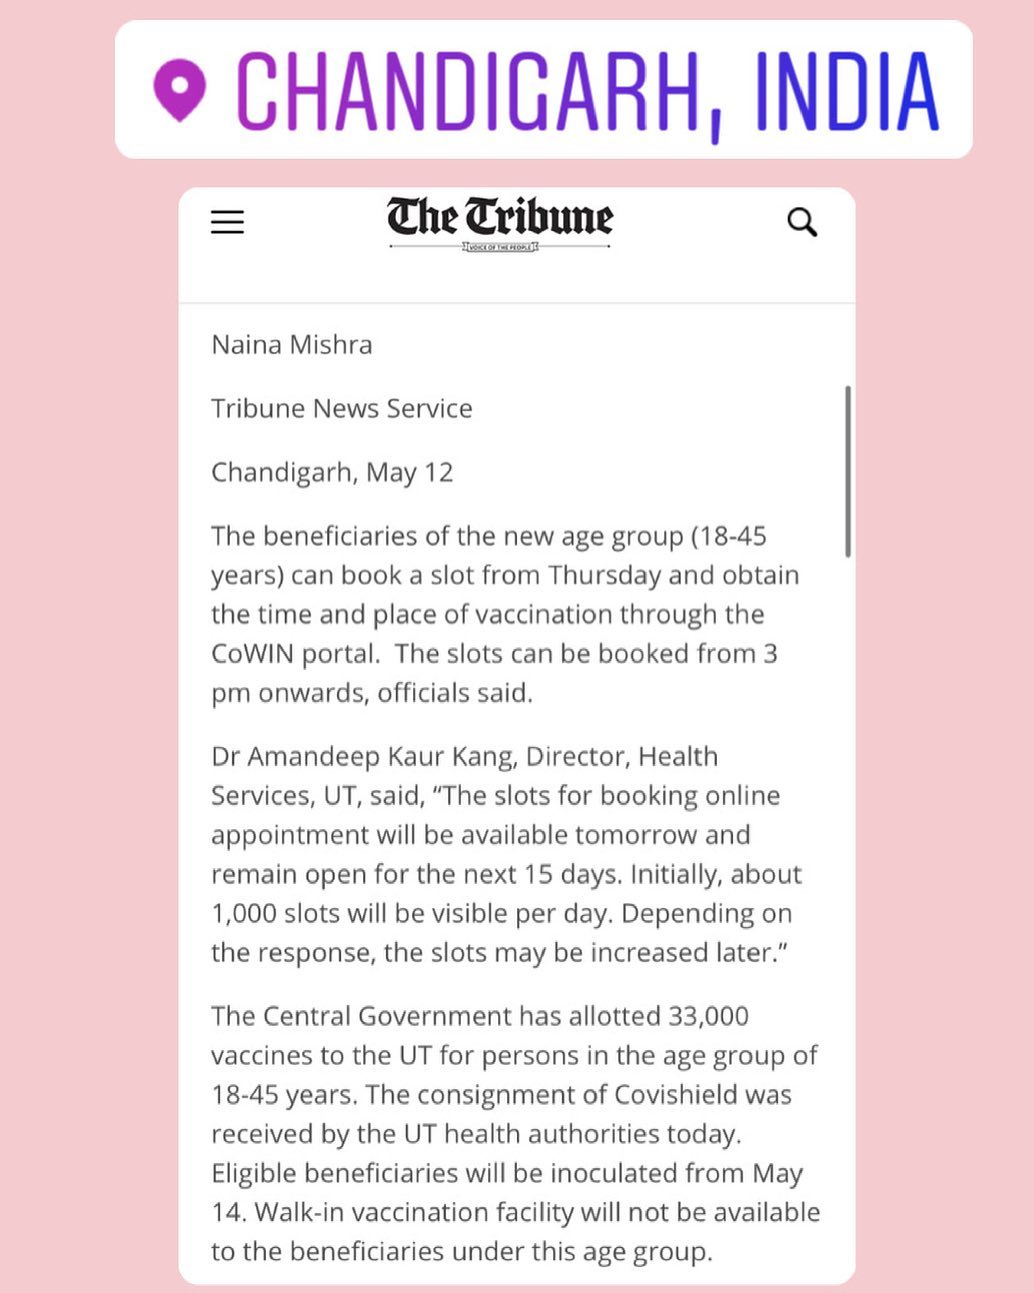 CHANDIGARH, INDIA
The Tribune
VOICE OF THE PEOPLE
Naina Mishra
Tribune News Service
Chandigarh, May 12
The beneficiaries of the new age group (18-45
years) can book a slot from Thursday and obtain
the time and place of vaccination through the
CoWIN portal.  The slots can be booked from 3
pm onwards, officials said.
Dr Amandeep Kaur Kang, Director, Health
Services, UT, said, “The slots for booking online
appointment will be available tomorrow and
remain open for the next 15 days. Initially, about
1,000 slots will be visible per day. Depending on
the response, the slots may be increased later.”
The Central Government has allotted 33,000
vaccines to the UT for persons in the age group of
18-45 years. The consignment of Covishield was
received by the UT health authorities today.
Eligible beneficiaries will be inoculated from May
14. Walk-in vaccination facility will not be available
to the beneficiaries under this age group.